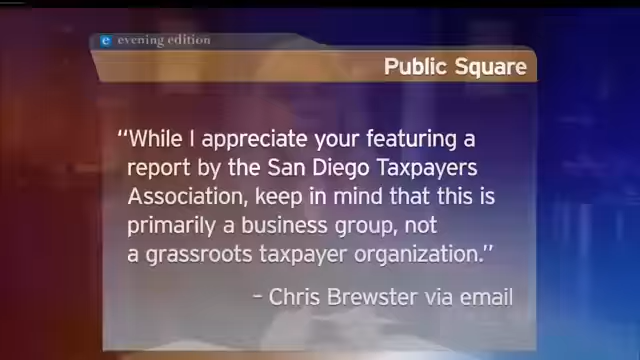 e evening edition
Public Square
“While I appreciate your featuring a
report by the San Diego Taxpayers
Association, keep in mind that this is
primarily a business group, not
a grassroots taxpayer organization.”
– Chris Brewster via email